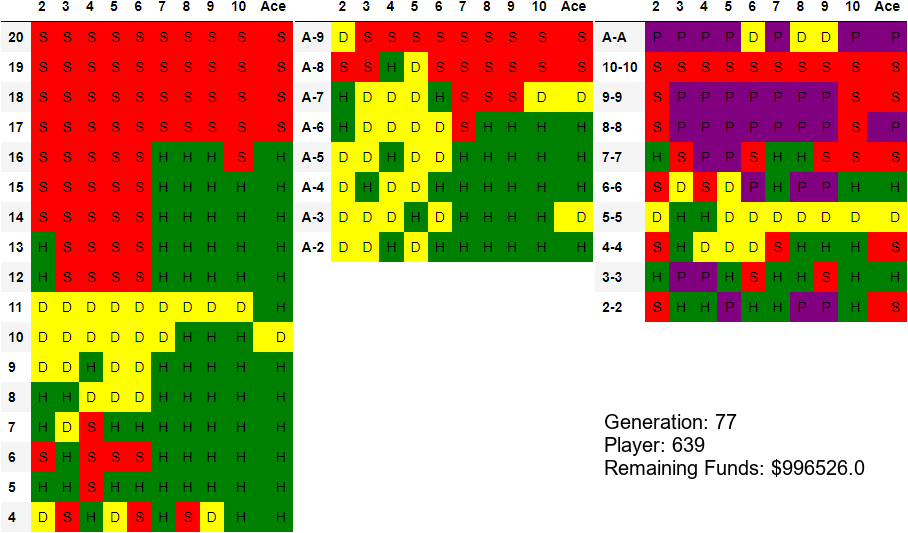 2 3 4 5 6 7 8 9 10 Ace
20 S S S S S S S S S S
19 S S S S S S S S S S
18 S S S S S S S S S S
17 S S S S S S S S S S
16 S S S S S H H H S H
15 S S S S S H H H H H
14 S S S S S H H H H H
13 H S S S S H H H H H
12 H S S S S H H H H H
11 D D D D D D D D D H
10 D D D D D D H H H D
9 D D H D D H H H H H
8 H H D D D H H H H H
7 H D S H H H H H H H
6 S H S S S H H H H H
5 H H S H H H H H H H
4 D S H D S H S D H H
2 3 4 5 6 7 8 9 10 Ace
A-9 D S S S S S S S S S
A-8 S S H D S S S S S S
A-7 H D D D H S S S D D
A-6 H D D D D S H H H H
A-5 D D H D D H H H H H
A-4 D H D D H H H H H H
A-3 D D D H D H H H H D
A-2 D D H D H H H H H H
2 3 4 5 6 7 8 9 10 Ace
A-A P P P P D P D D P P
10-10 S S S S S S S S S S
9-9 S P P P P P P P S S
8-8 S P P P P P P P S P
7-7 H S P P S H H S S S
6-6 S D S D P H P P H H
5-5 D H H D D D D D D D
4-4 S H D D D S H H H S
3-3 H P P H S H H S H H
2-2 S H H P H H P P H S
Generation: 77
Player: 639
Remaining Funds: $996526.0